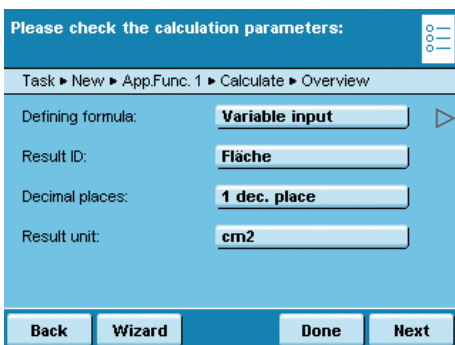 Please check the calculation parameters:
Task ▸ New ▸ App.Func. 1 ▸ Calculate ▸ Overview
Defining formula: Variable input
Result ID: Fläche
Decimal places: 1 dec. place
Result unit: cm2
Back Wizard Done Next